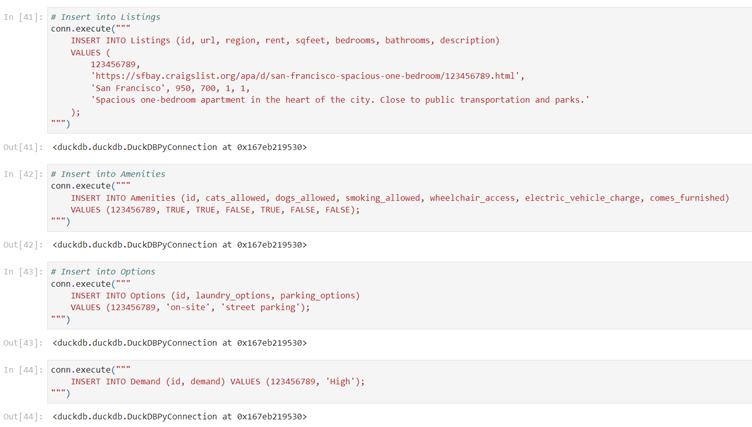 In [41]: # Insert into Listings
conn.execute("""
    INSERT INTO Listings (id, url, region, rent, sqfeet, bedrooms, bathrooms, description)
    VALUES (
        123456789,
        'https://sfbay.craigslist.org/apa/d/san-francisco-spacious-one-bedroom/123456789.html',
        'San Francisco', 950, 700, 1, 1,
        'Spacious one-bedroom apartment in the heart of the city. Close to public transportation and parks.'
    );
""")
Out[41]: <duckdb.duckdb.DuckDBPyConnection at 0x167eb219530>
In [42]: # Insert into Amenities
conn.execute("""
    INSERT INTO Amenities (id, cats_allowed, dogs_allowed, smoking_allowed, wheelchair_access, electric_vehicle_charge, comes_furnished)
    VALUES (123456789, TRUE, TRUE, FALSE, TRUE, FALSE, FALSE);
""")
Out[42]: <duckdb.duckdb.DuckDBPyConnection at 0x167eb219530>
In [43]: # Insert into Options
conn.execute("""
    INSERT INTO Options (id, laundry_options, parking_options)
    VALUES (123456789, 'on-site', 'street parking');
""")
Out[43]: <duckdb.duckdb.DuckDBPyConnection at 0x167eb219530>
In [44]: conn.execute("""
    INSERT INTO Demand (id, demand) VALUES (123456789, 'High');
""")
Out[44]: <duckdb.duckdb.DuckDBPyConnection at 0x167eb219530>